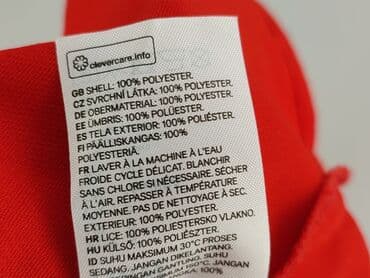 clevercare.info
GB SHELL: 100% POLYESTER.
CZ SVRCHNÍ LÁTKA: 100% POLYESTER.
DE OBERMATERIAL: 100% POLYESTER.
EE ÜMBRIS: 100% POLÜESTER.
ES TELA EXTERIOR: 100% POLIÉSTER.
FI PÄÄLLISKANGAS: 100%
POLYESTERIÄ.
FR LAVER À LA MACHINE À L'EAU
FROIDE CYCLE DÉLICAT. BLANCHIR
SANS CHLORE SI NÉCESSAIRE. SÉCHER
À L'AIR. REPASSER À TEMPÉRATURE
MOYENNE. PAS DE NETTOYAGE À SEC.
EXTERIEUR: 100% POLYESTER.
HR LICE: 100% POLIESTERSKO VLAKNO.
HU KÜLSŐ: 100% POLIÉSZTER.
ID SUHU MAKSIMUM 30°C PROSES
SEDANG. JANGAN DIKELANTANG.
JANGAN GANTUNG. SUHU